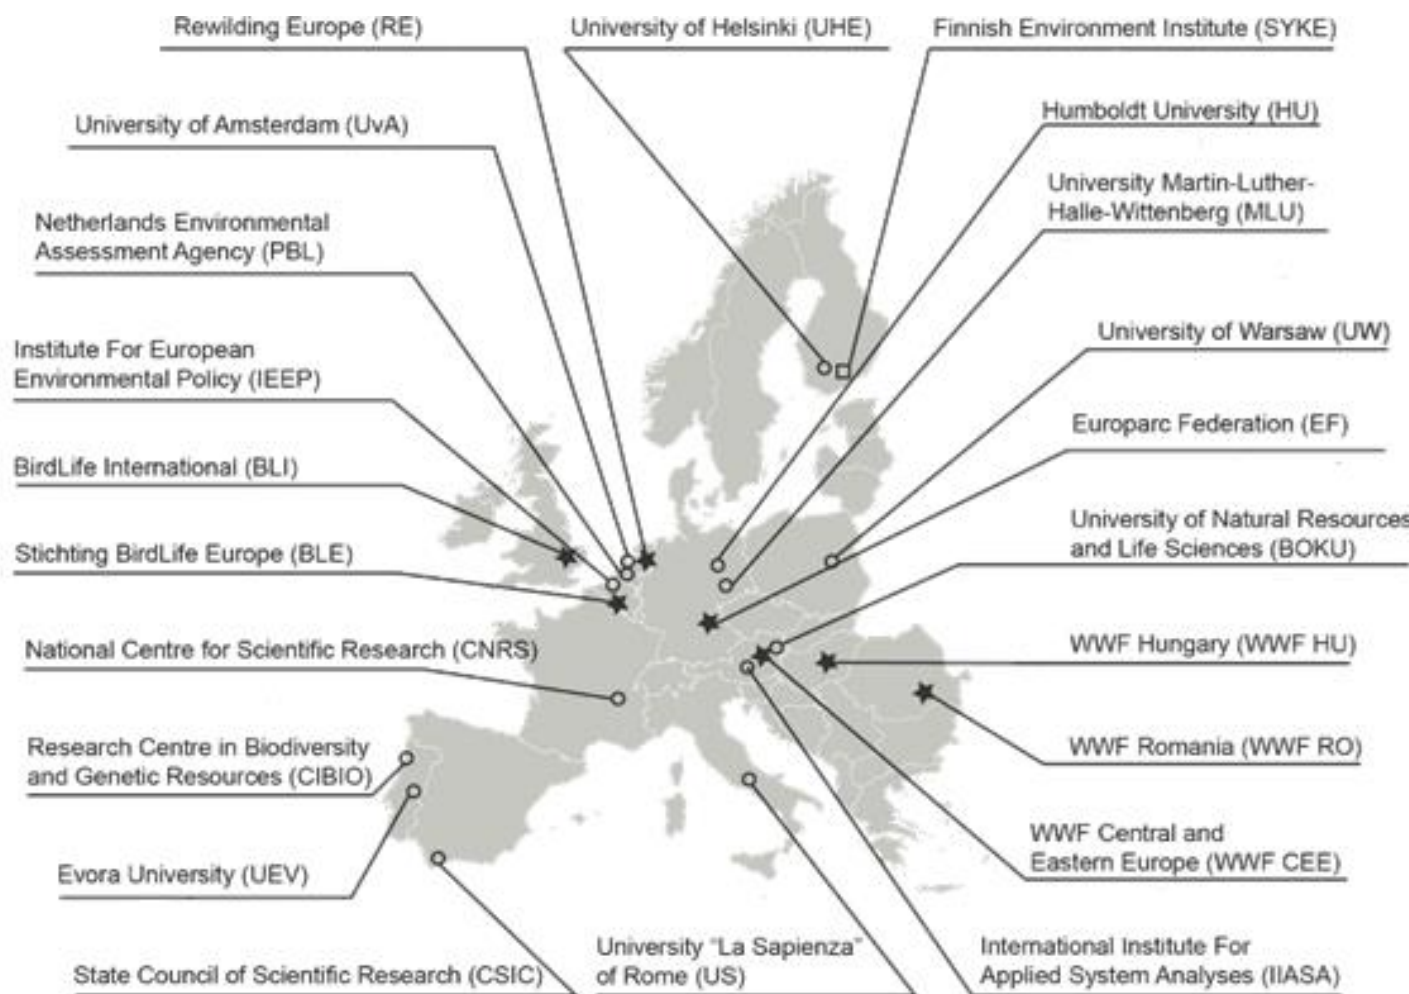 Rewilding Europe (RE)
University of Helsinki (UHE)
Finnish Environment Institute (SYKE)
University of Amsterdam (UvA)
Humboldt University (HU)
University Martin-Luther-
Halle-Wittenberg (MLU)
Netherlands Environmental
Assessment Agency (PBL)
University of Warsaw (UW)
Institute For European
Environmental Policy (IEEP)
Europarc Federation (EF)
BirdLife International (BLI)
University of Natural Resources
and Life Sciences (BOKU)
Stichting BirdLife Europe (BLE)
National Centre for Scientific Research (CNRS)
WWF Hungary (WWF HU)
Research Centre in Biodiversity
and Genetic Resources (CIBIO)
WWF Romania (WWF RO)
WWF Central and
Eastern Europe (WWF CEE)
Evora University (UEV)
State Council of Scientific Research (CSIC)
University “La Sapienza”
of Rome (US)
International Institute For
Applied System Analyses (IIASA)